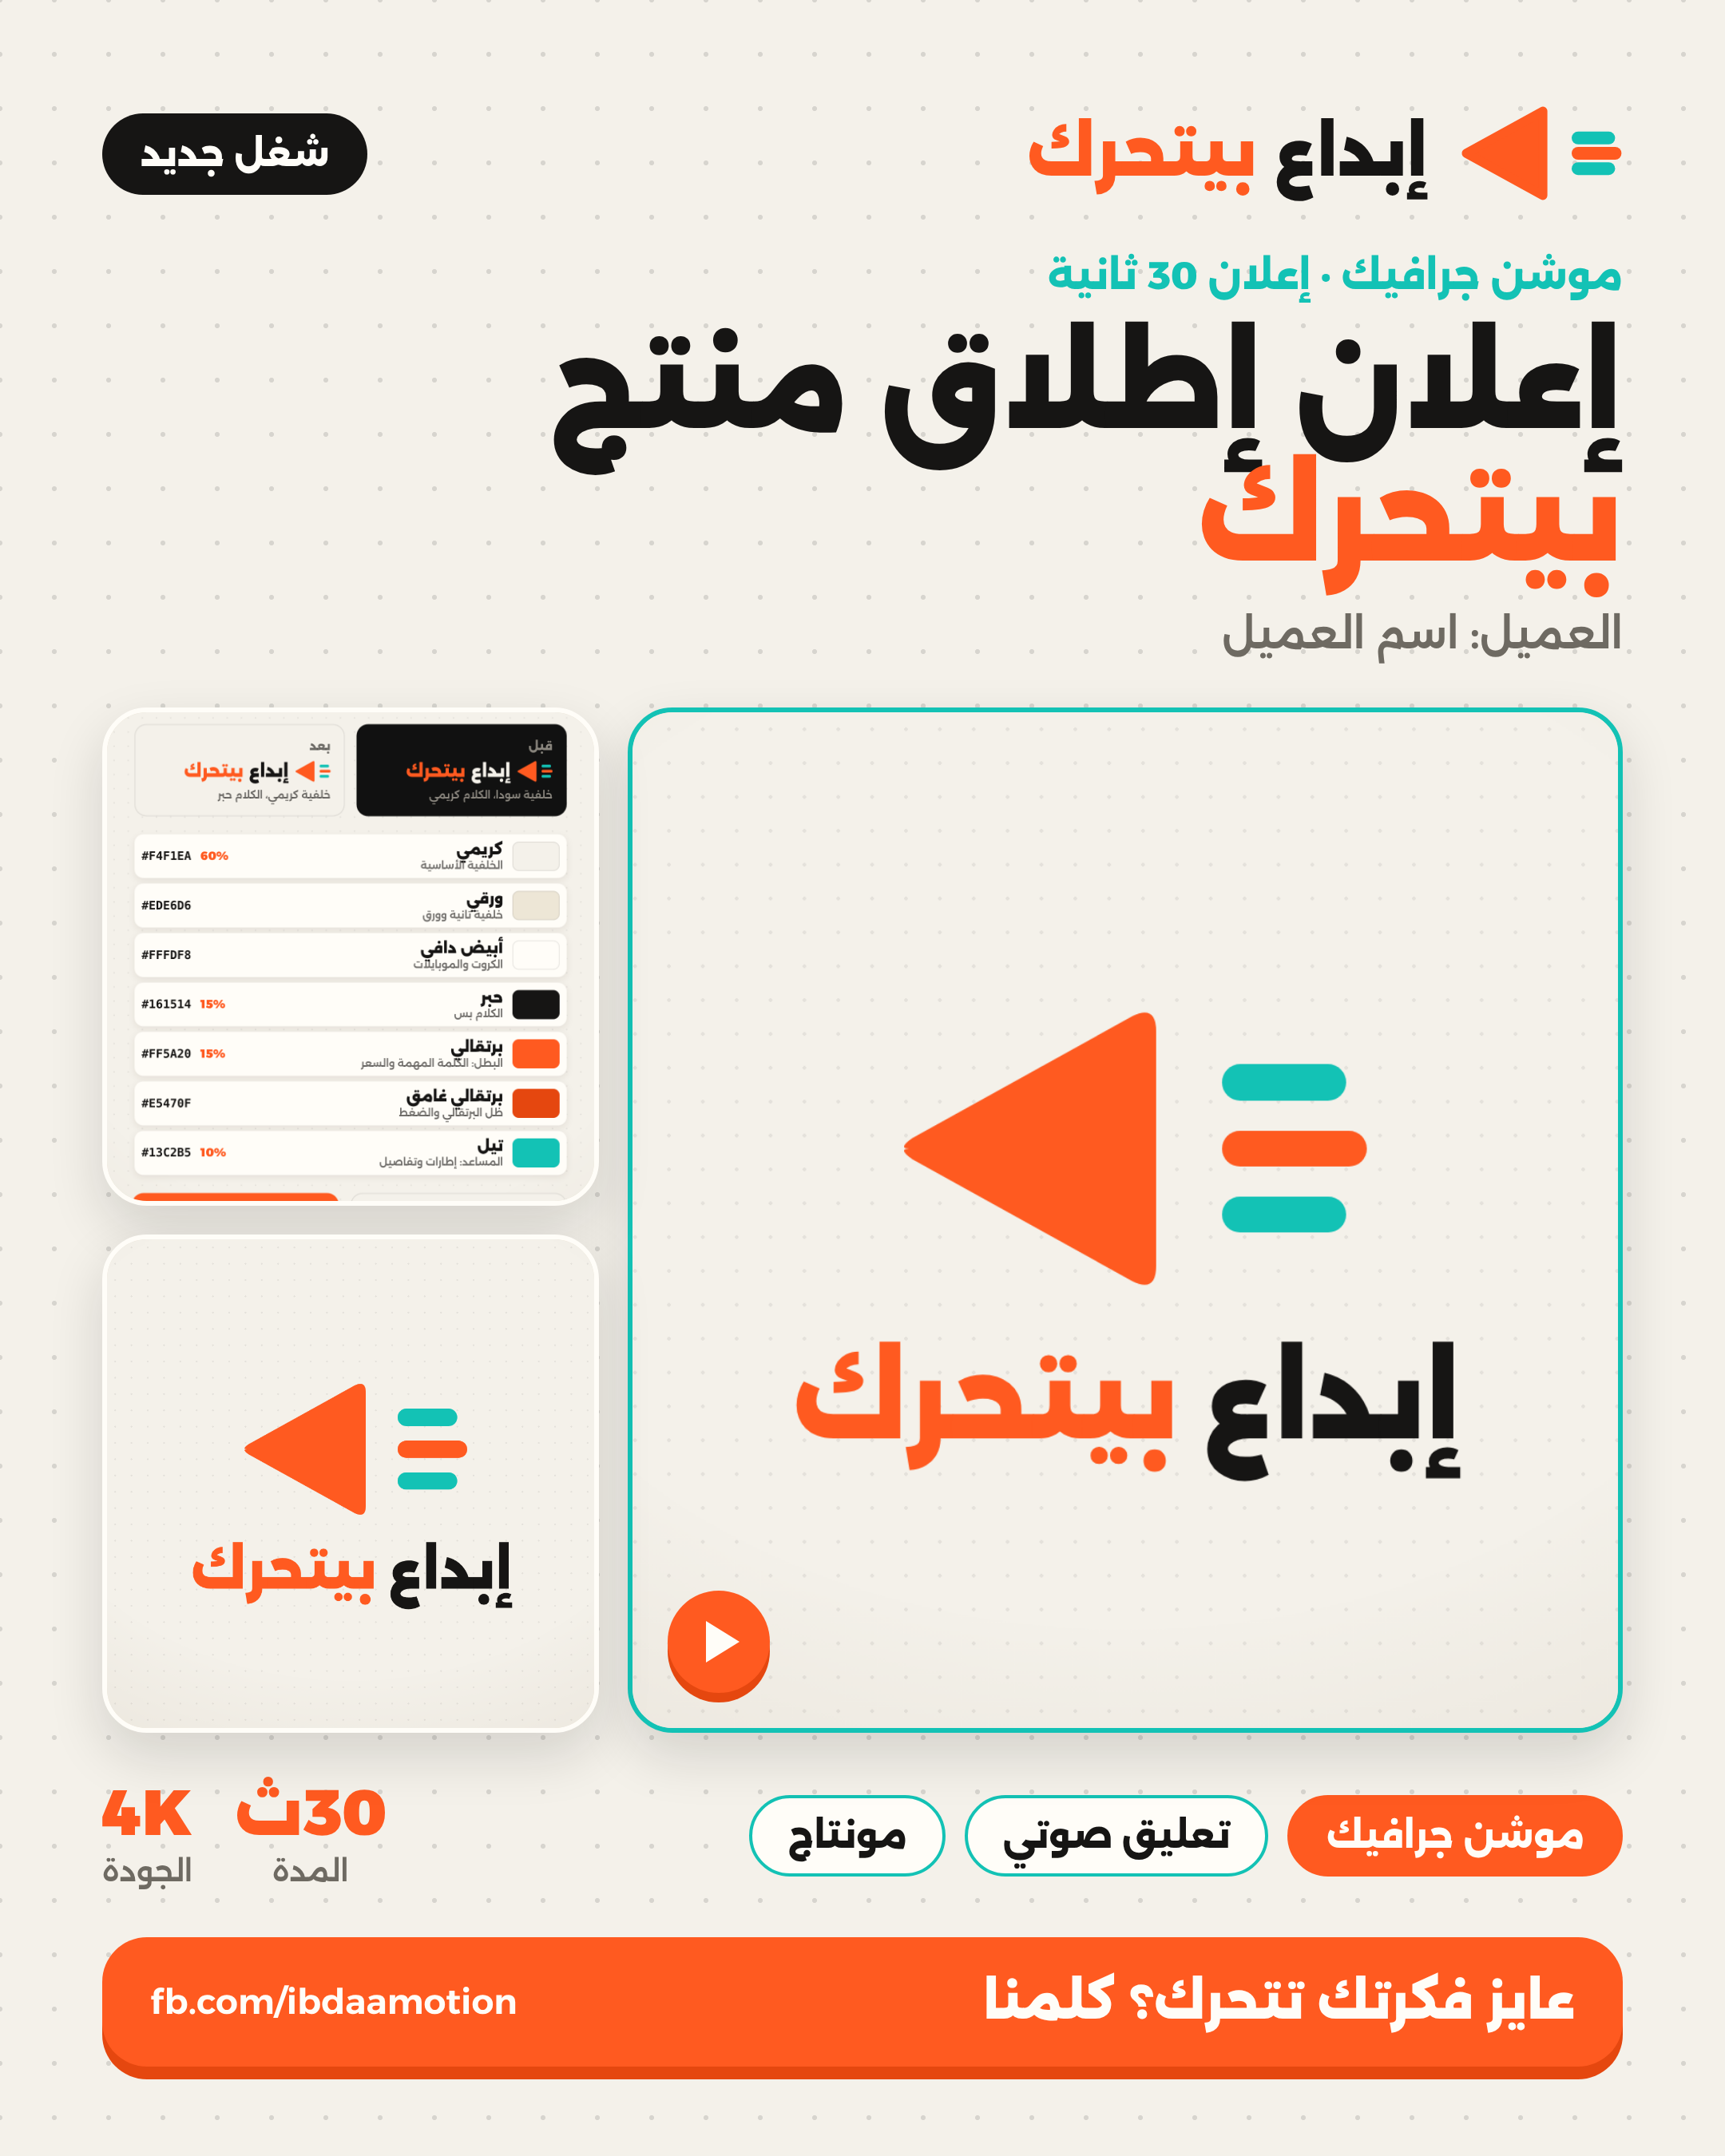 إبداع بيتحرك
شغل جديد
موشن جرافيك · إعلان 30 ثانية
إعلان إطلاق منتج
بيتحرك
العميل: اسم العميل
قبل
إبداع بيتحرك
خلفية سودا، الكلام كريمي
بعد
إبداع بيتحرك
خلفية كريمي، الكلام حبر
كريمي
الخلفية الأساسية
60% #F4F1EA
ورقي
خلفية تانية وورق
#EDE6D6
أبيض دافي
الكروت والموبايلات
#FFFDF8
حبر
الكلام بس
15% #161514
برتقالي
البطل: الكلمة المهمة والسعر
15% #FF5A20
برتقالي غامق
ظل البرتقالي والضغط
#E5470F
تيل
المساعد: إطارات وتفاصيل
10% #13C2B5
إبداع بيتحرك
إبداع بيتحرك
موشن جرافيك
تعليق صوتي
مونتاج
30ث
المدة
4K
الجودة
عايز فكرتك تتحرك؟ كلمنا
fb.com/ibdaamotion